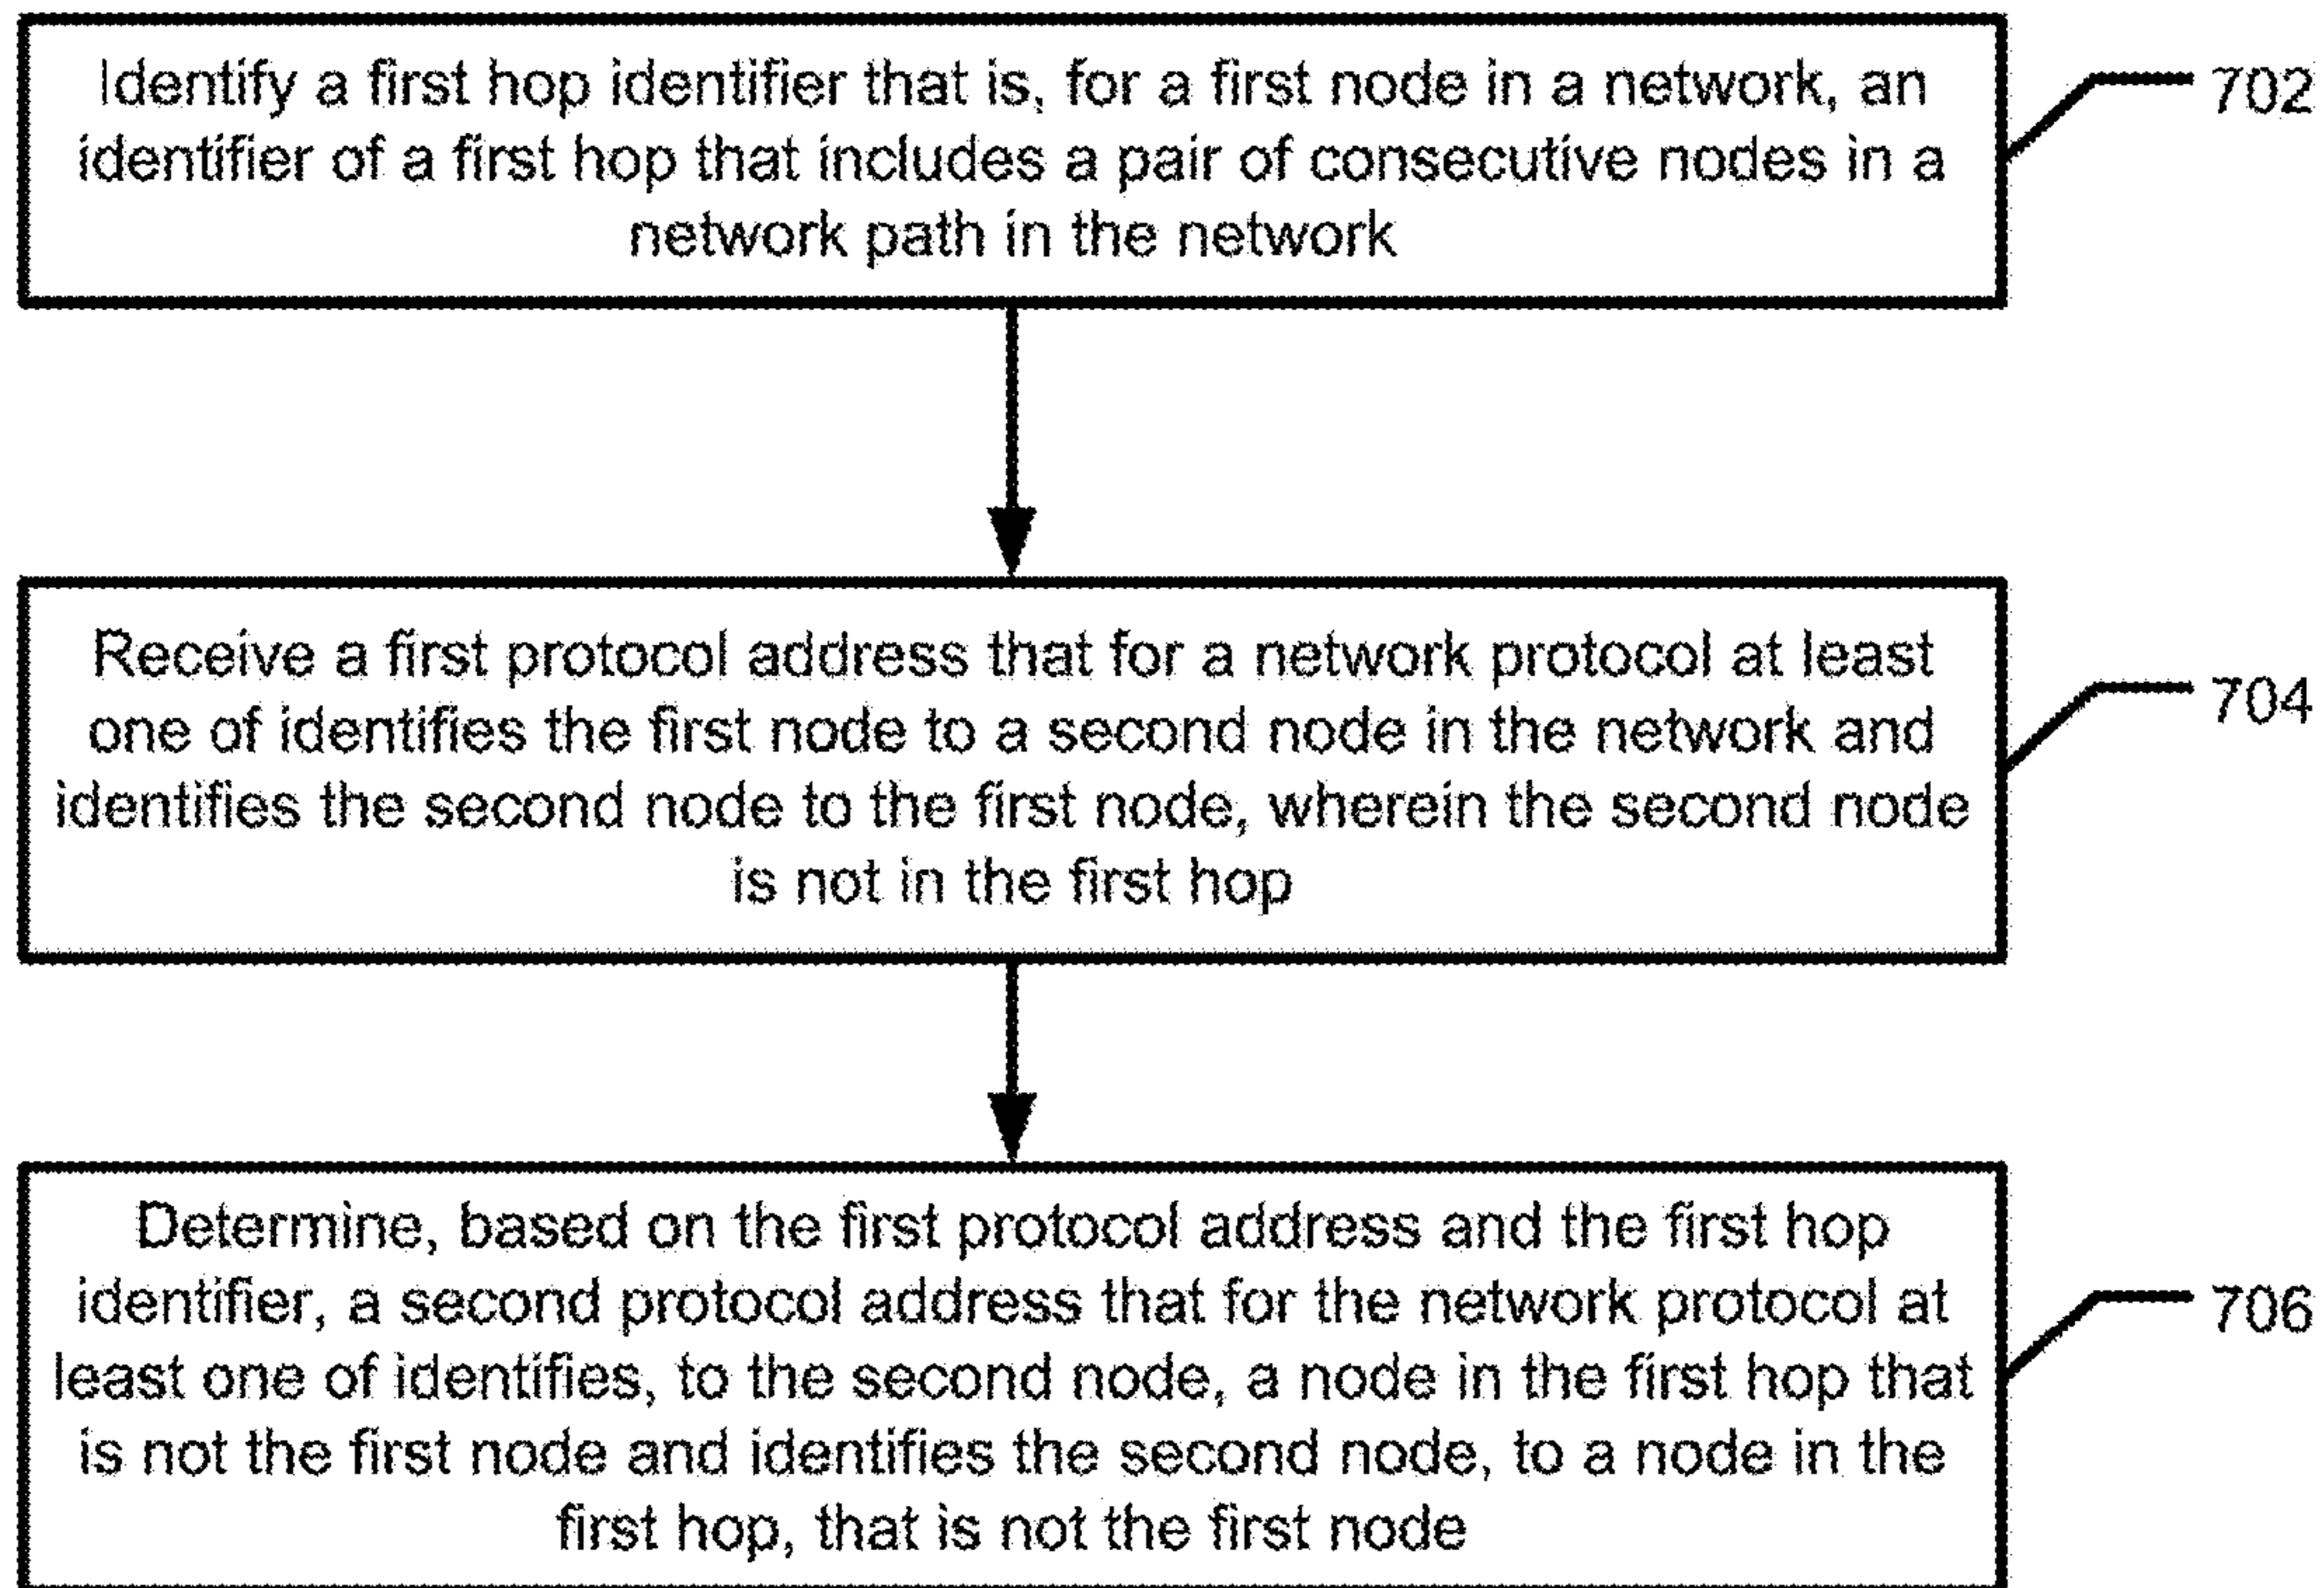 Identify a first hop identifier that is, for a first node in a network, an
identifier of a first hop that includes a pair of consecutive nodes in a
network path in the network
702
Receive a first protocol address that for a network protocol at least
one of identifies the first node to a second node in the network and
identifies the second node to the first node, wherein the second node
is not in the first hop
704
Determine, based on the first protocol address and the first hop
identifier, a second protocol address that for the network protocol at
least one of identifies, to the second node, a node in the first hop that
is not the first node and identifies the second node, to a node in the
first hop, that is not the first node
706